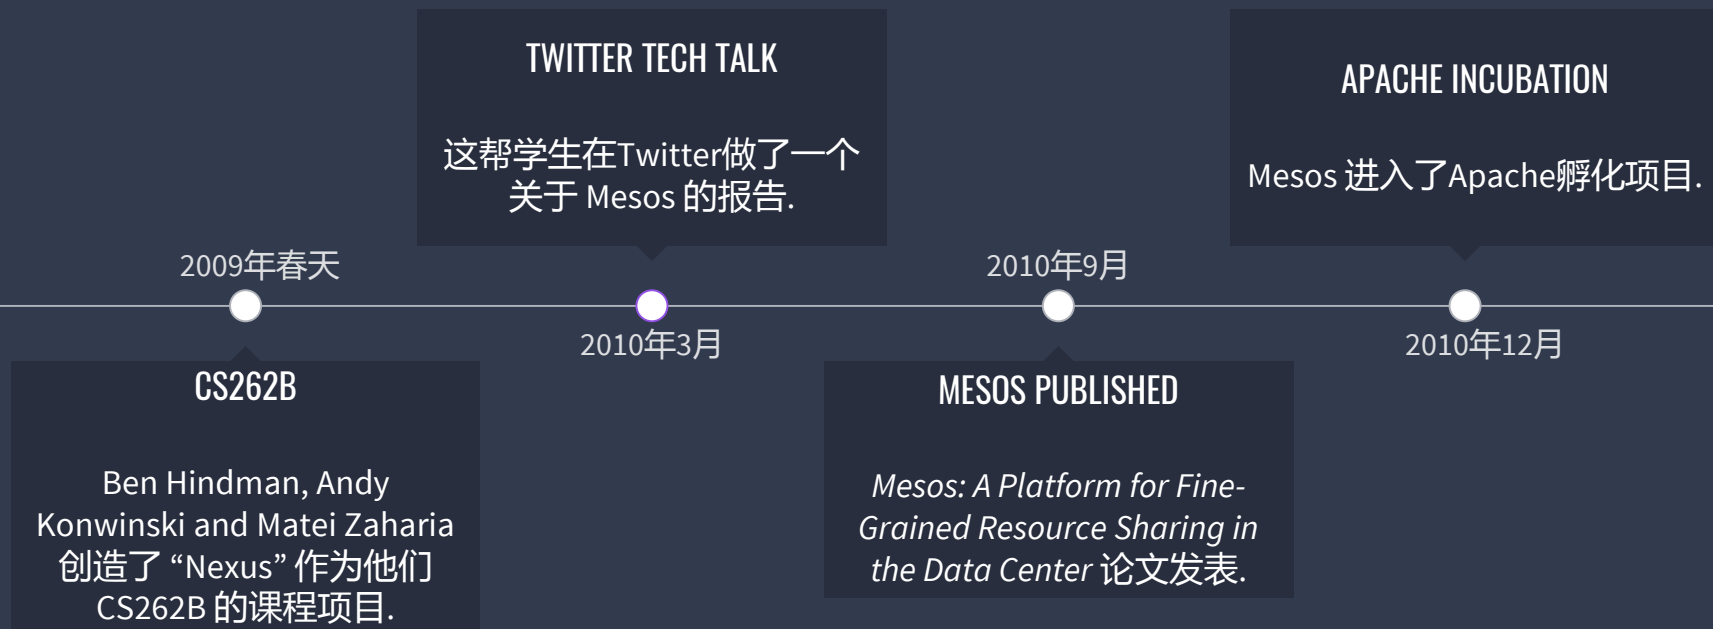 2009年春天
CS262B
Ben Hindman, Andy
Konwinski and Matei Zaharia
创造了 “Nexus” 作为他们
CS262B 的课程项目.
TWITTER TECH TALK
这帮学生在Twitter做了一个
关于 Mesos 的报告.
2010年3月
2010年9月
MESOS PUBLISHED
Mesos: A Platform for Fine-
Grained Resource Sharing in
the Data Center 论文发表.
APACHE INCUBATION
Mesos 进入了Apache孵化项目.
2010年12月